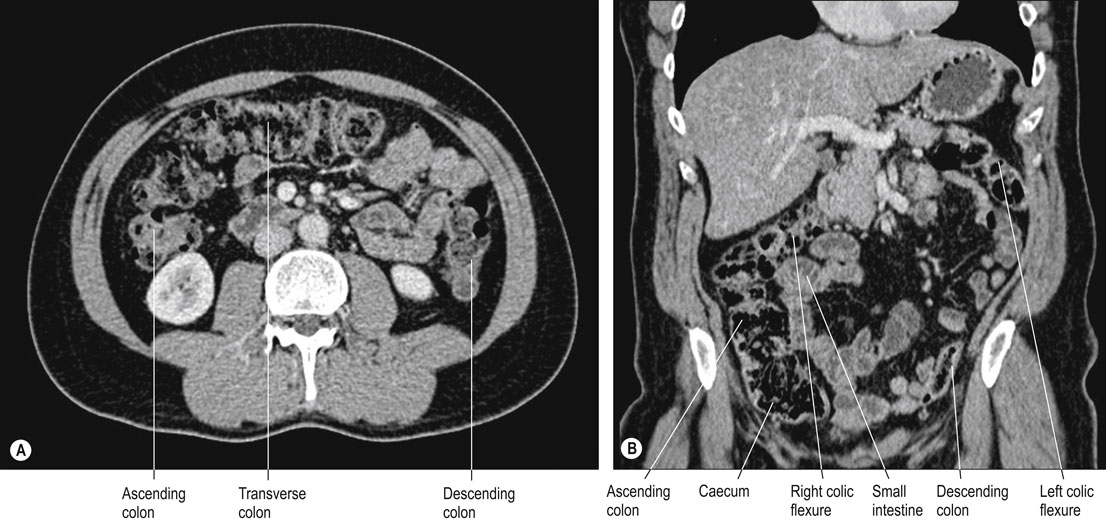 A
B
Ascending
colon
Transverse
colon
Descending
colon
Ascending
colon
Caecum
Right colic
flexure
Small
intestine
Descending
colon
Left colic
flexure